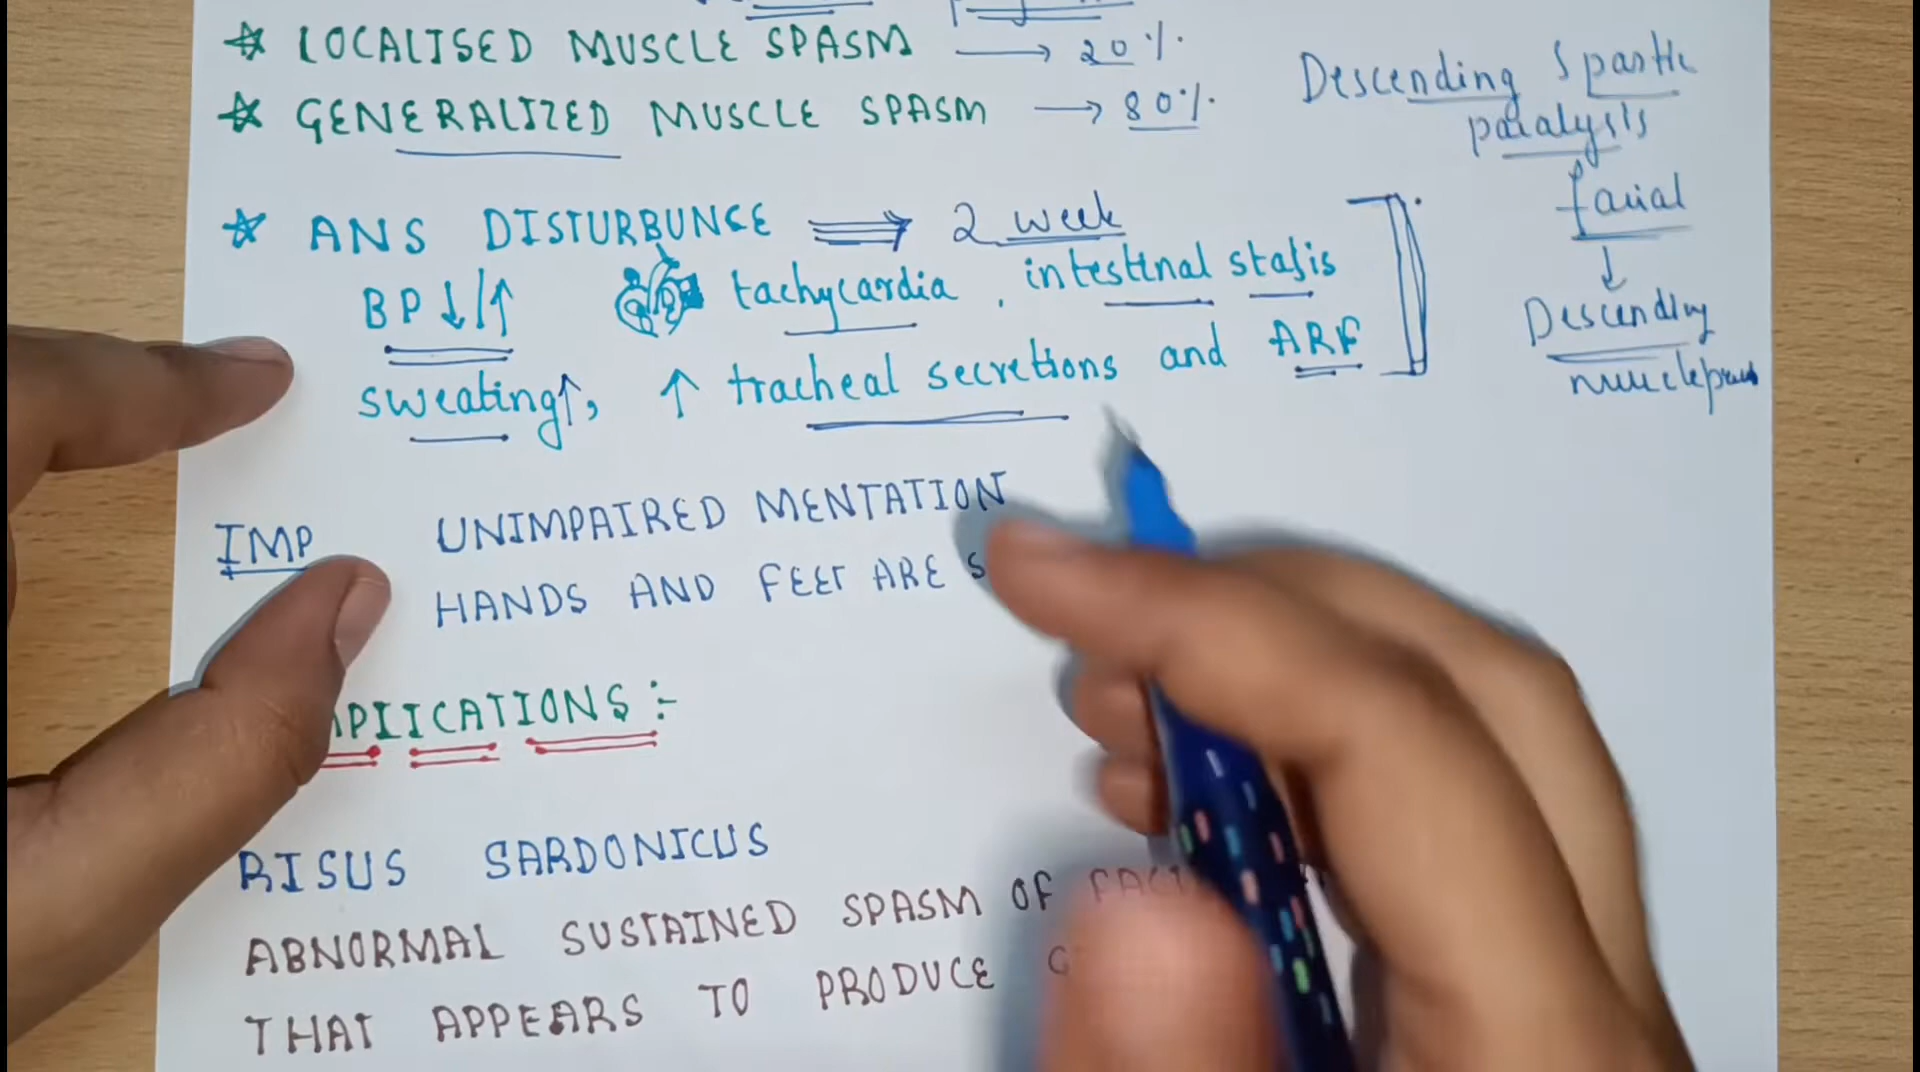 ☆ LOCALISED MUSCLE SPASM → 20%.
☆ GENERALIZED MUSCLE SPASM → 80%.
Descending Spastic
paralysis
facial
↓
Descending
☆ ANS DISTURBUNCE ⇒ 2 week
BP↓/↑ tachycardia, intestinal stasis
sweating↑, ↑ tracheal secretions and ARF
IMP UNIMPAIRED MENTATION
HANDS AND FEET ARE S
PIICATIONS :-
RISUS SARDONICUS
ABNORMAL SUSTAINED SPASM OF FACI
THAT APPEARS TO PRODUCE G